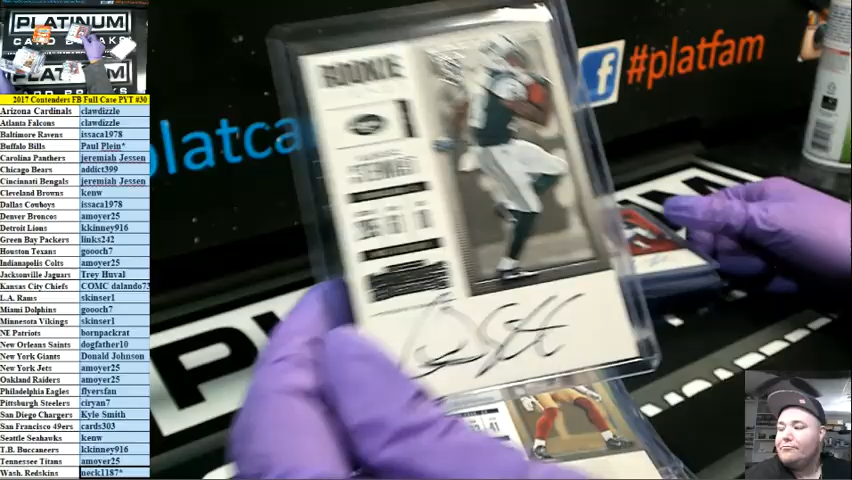 PLATINUM
CARD BREAKS
2017 Contenders FB Full Case PYT #30
Arizona Cardinals clawdizzle
Atlanta Falcons clawdizzle
Baltimore Ravens issaca1978
Buffalo Bills Paul Plein*
Carolina Panthers jeremiah Jessen
Chicago Bears addict399
Cincinnati Bengals jeremiah Jessen
Cleveland Browns kenw
Dallas Cowboys issaca1978
Denver Broncos amoyer25
Detroit Lions kkinney916
Green Bay Packers links242
Houston Texans goooch7
Indianapolis Colts amoyer25
Jacksonville Jaguars Trey Huval
Kansas City Chiefs COMC dalando73
L.A. Rams skinser1
Miami Dolphins goooch7
Minnesota Vikings skinser1
NE Patriots bornpackrat
New Orleans Saints dogfather10
New York Giants Donald Johnson
New York Jets amoyer25
Oakland Raiders amoyer25
Philadelphia Eagles flyersfan
Pittsburgh Steelers ciryan7
San Diego Chargers Kyle Smith
San Francisco 49ers cards303
Seattle Seahawks kenw
T.B. Buccaneers kkinney916
Tennessee Titans amoyer25
Wash. Redskins neck1187*
PLATINUM
#platfam
platcar
ROOKIE
STEWART